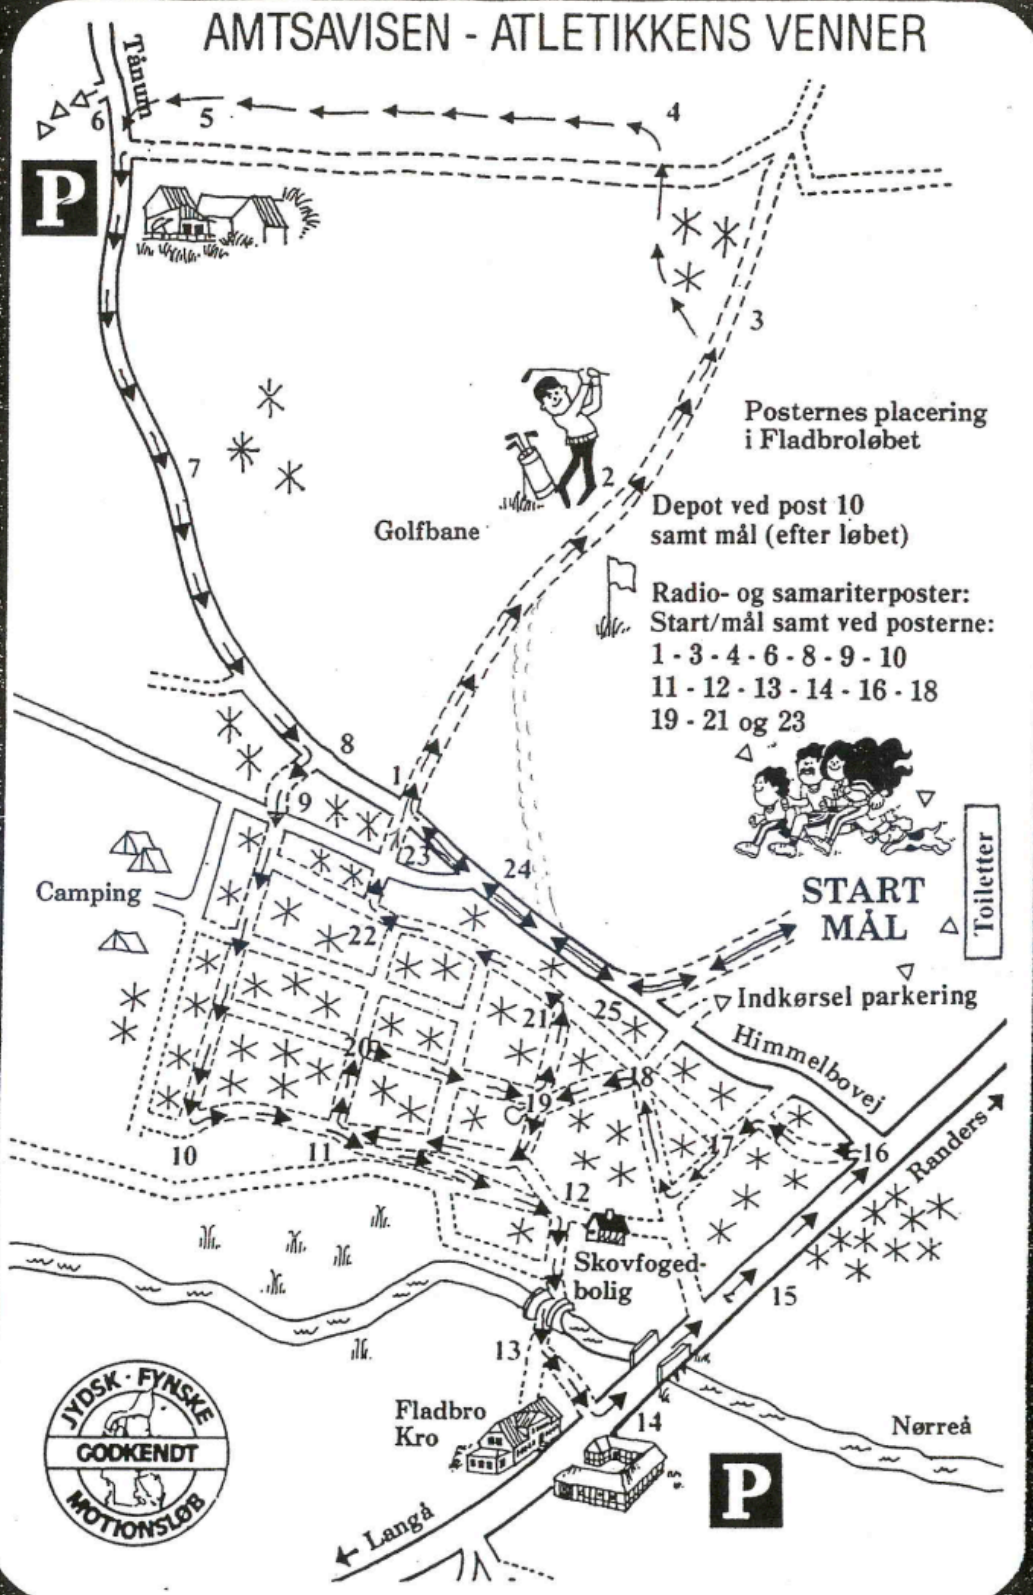 AMTSAVISEN - ATLETIKKENS VENNER
Tånum
6
5
4
P
3
Posternes placering
i Fladbroløbet
7
2
Golfbane
Depot ved post 10
samt mål (efter løbet)
Radio- og samariterposter:
Start/mål samt ved posterne:
1 - 3 - 4 - 6 - 8 - 9 - 10
11 - 12 - 13 - 14 - 16 - 18
19 - 21 og 23
8
1
9
23
24
Camping
START
MÅL
Toiletter
22
25
Indkørsel parkering
21
Himmelbovej
20
18
19
10
11
17
16
Randers
12
Skovfoged-
bolig
15
13
Fladbro
Kro
14
Nørreå
JYDSK · FYNSKE
GODKENDT
MOTIONSLØB
P
Langå